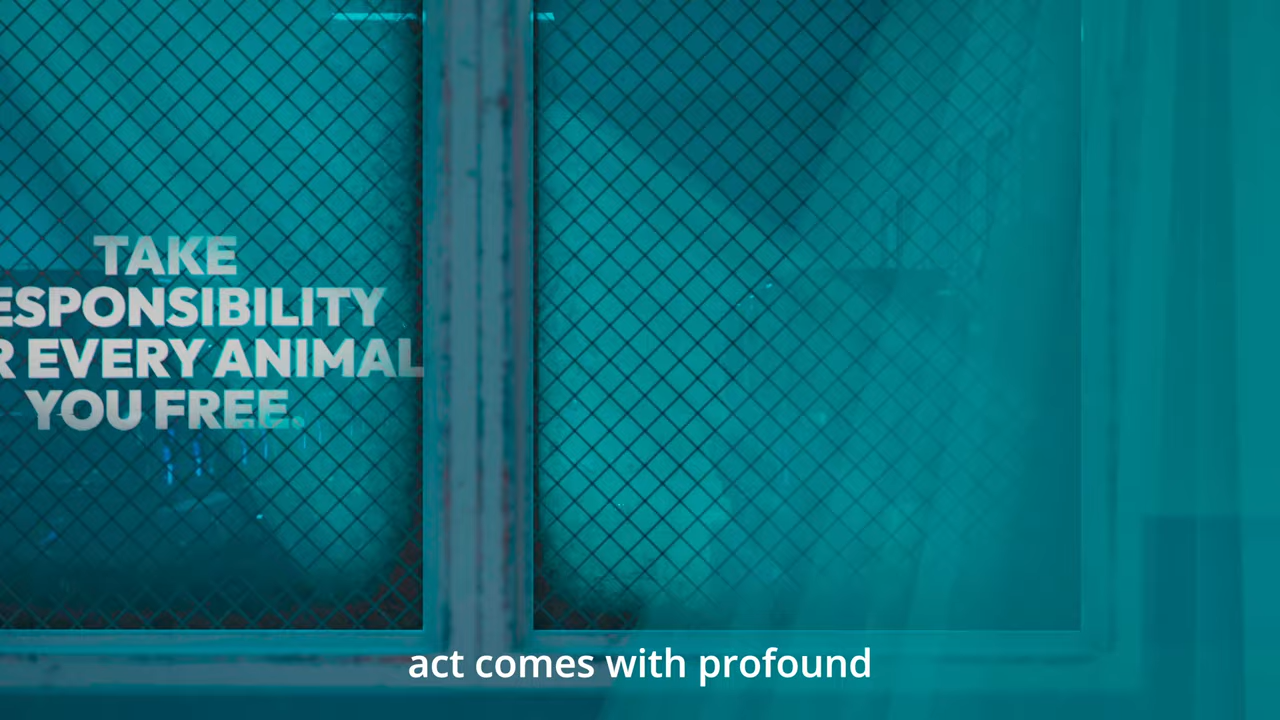 TAKE
ESPONSIBILITY
R EVERY ANIMAL
YOU FREE.
act comes with profound